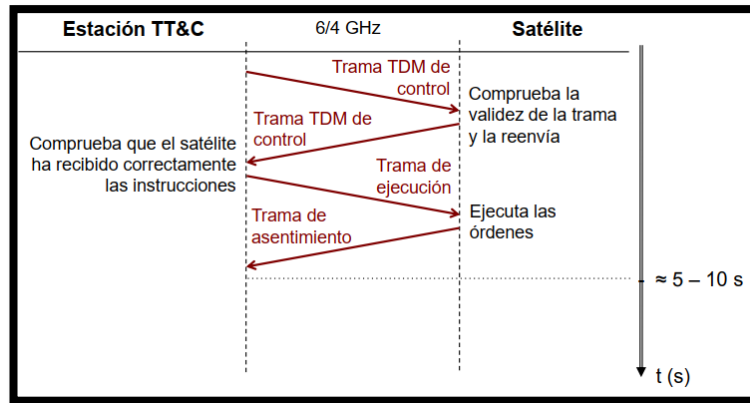 Estación TT&C
6/4 GHz
Satélite
Trama TDM de
control
Comprueba la
validez de la trama
y la reenvía
Trama TDM de
control
Comprueba que el satélite
ha recibido correctamente
las instrucciones
Trama de
ejecución
Ejecuta las
órdenes
Trama de
asentimiento
≈ 5 – 10 s
t (s)